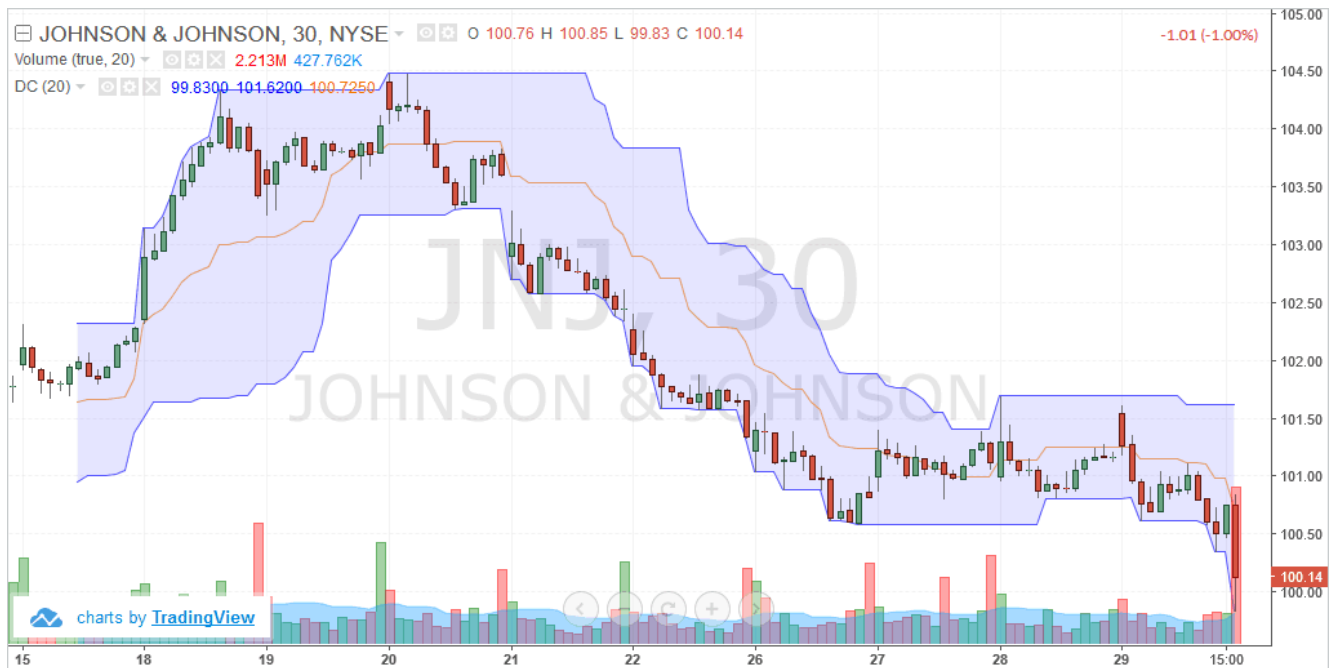 JOHNSON & JOHNSON, 30, NYSE O 100.76 H 100.85 L 99.83 C 100.14 -1.01 (-1.00%)
Volume (true, 20) 2.213M 427.762K
DC (20) 99.8300 101.6200 100.7250
JNJ, 30
JOHNSON & JOHNSON
105.00
104.50
104.00
103.50
103.00
102.50
102.00
101.50
101.00
100.50
100.14
100.00
charts by TradingView
15 18 19 20 21 22 26 27 28 29 15:00